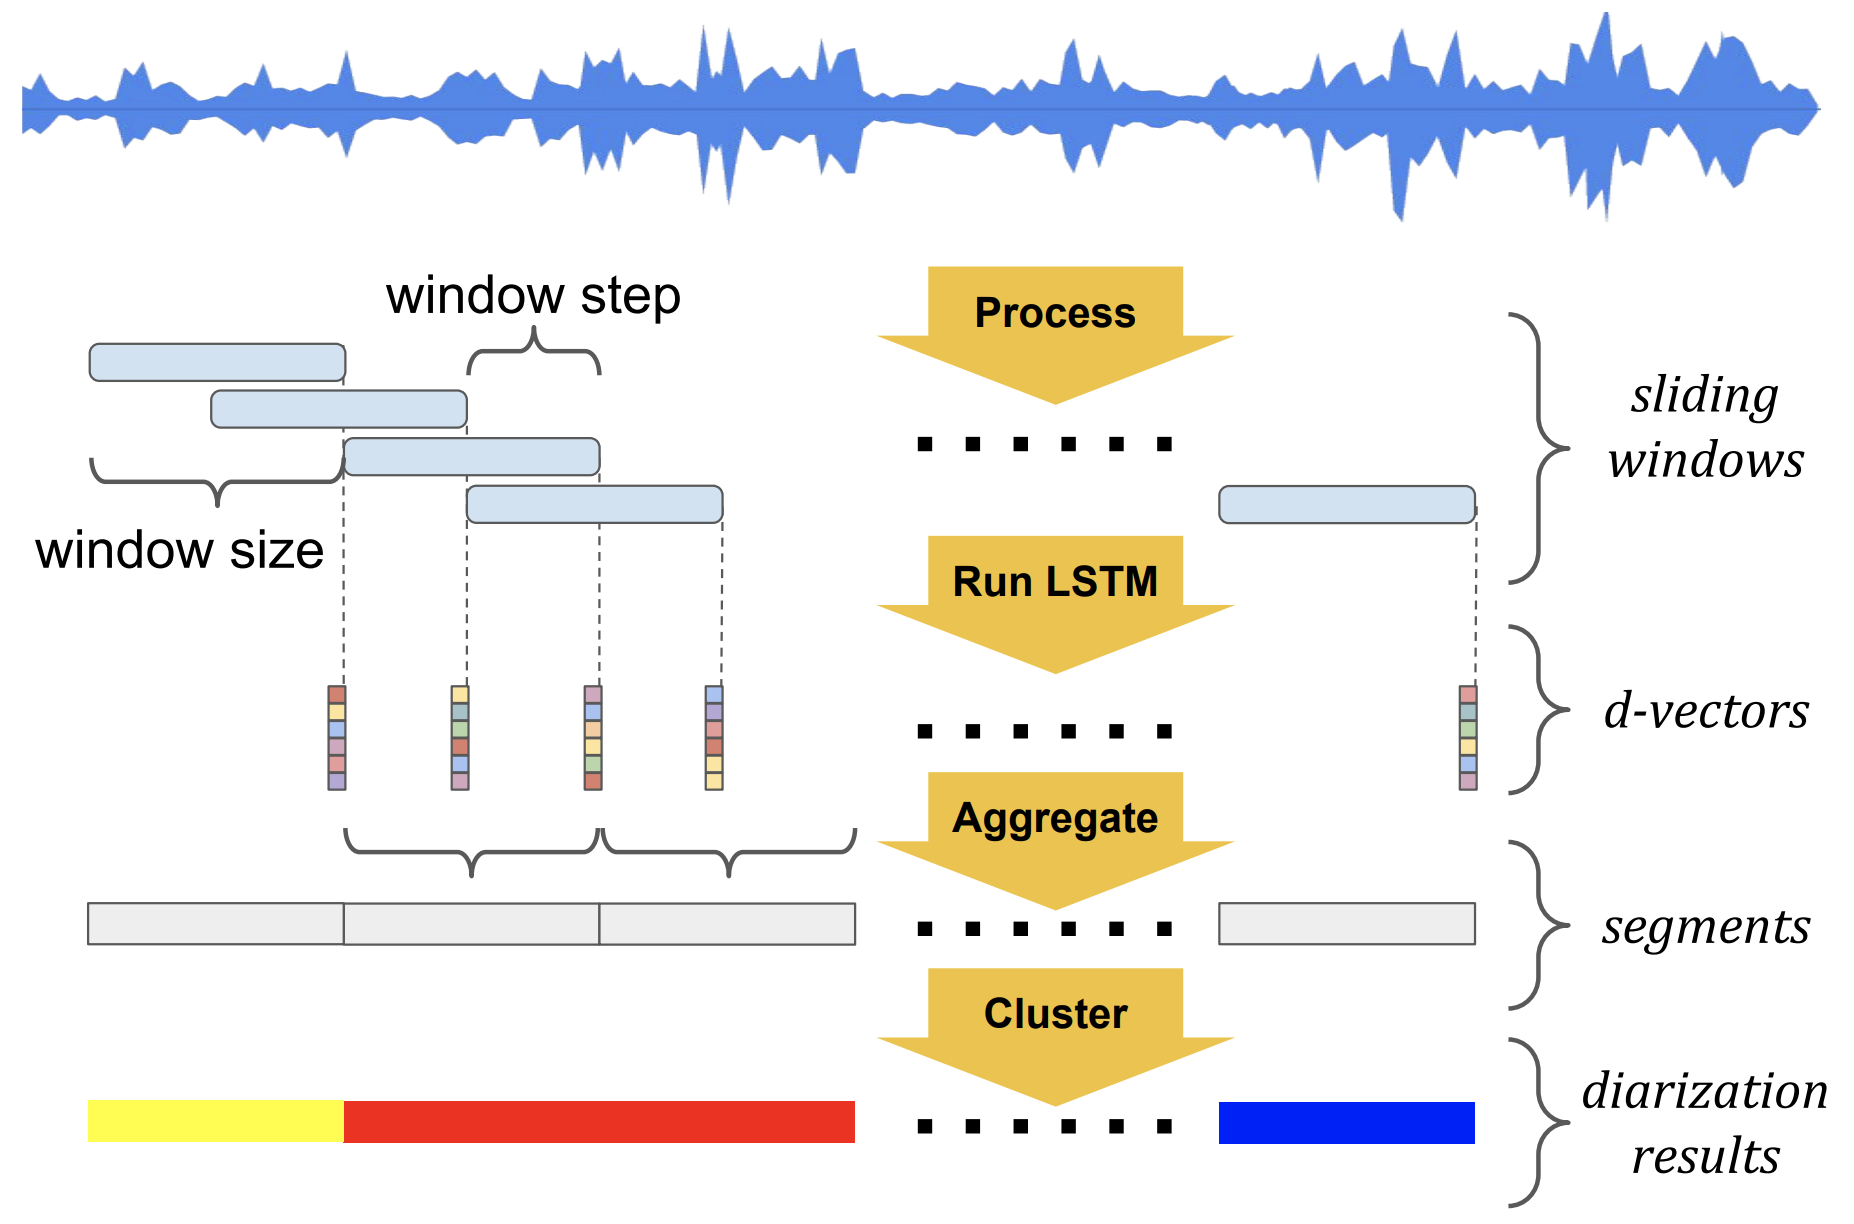 window step
Process
sliding
windows
window size
Run LSTM
d-vectors
Aggregate
segments
Cluster
diarization
results